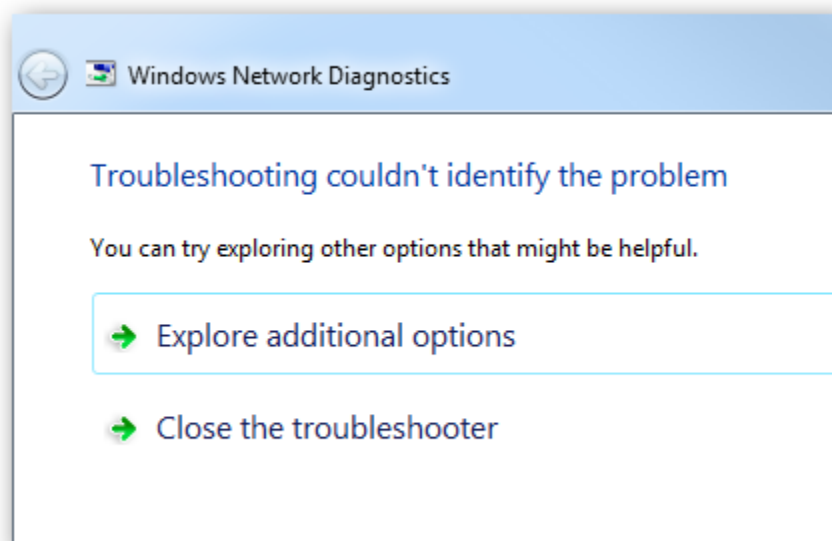 Windows Network Diagnostics
Troubleshooting couldn't identify the problem
You can try exploring other options that might be helpful.
Explore additional options
Close the troubleshooter